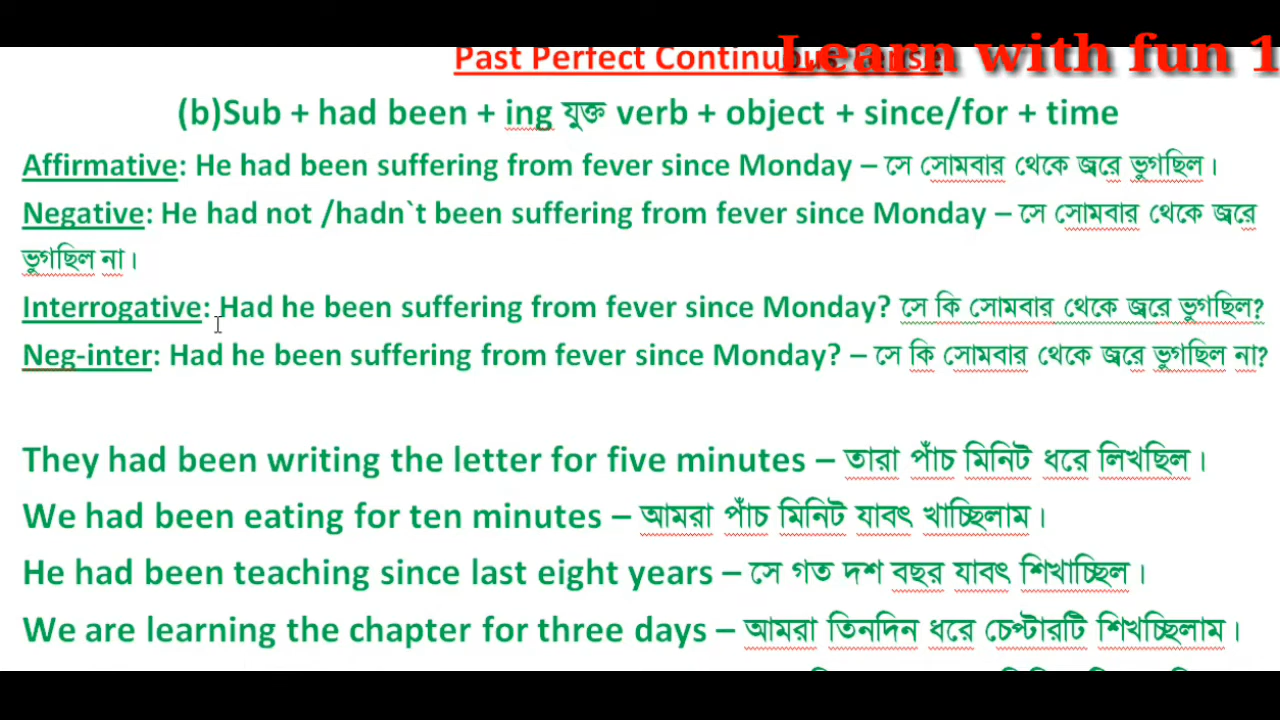 Past Perfect Continuous Tense
Learn with fun 1
(b)Sub + had been + ing যুক্ত verb + object + since/for + time
Affirmative: He had been suffering from fever since Monday – সে সোমবার থেকে জ্বরে ভুগছিল।
Negative: He had not /hadn`t been suffering from fever since Monday – সে সোমবার থেকে জ্বরে
ভুগছিল না।
Interrogative: Had he been suffering from fever since Monday? সে কি সোমবার থেকে জ্বরে ভুগছিল?
Neg-inter: Had he been suffering from fever since Monday? – সে কি সোমবার থেকে জ্বরে ভুগছিল না?
They had been writing the letter for five minutes – তারা পাঁচ মিনিট ধরে লিখছিল।
We had been eating for ten minutes – আমরা পাঁচ মিনিট যাবৎ খাচ্ছিলাম।
He had been teaching since last eight years – সে গত দশ বছর যাবৎ শিখাচ্ছিল।
We are learning the chapter for three days – আমরা তিনদিন ধরে চেপ্টারটি শিখচ্ছিলাম।